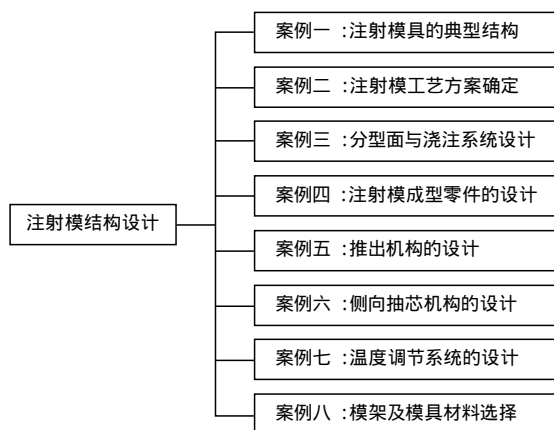 案例一 :注射模具的典型结构
案例二 :注射模工艺方案确定
案例三 :分型面与浇注系统设计
案例四 :注射模成型零件的设计
注射模结构设计
案例五 :推出机构的设计
案例六 :侧向抽芯机构的设计
案例七 :温度调节系统的设计
案例八 :模架及模具材料选择